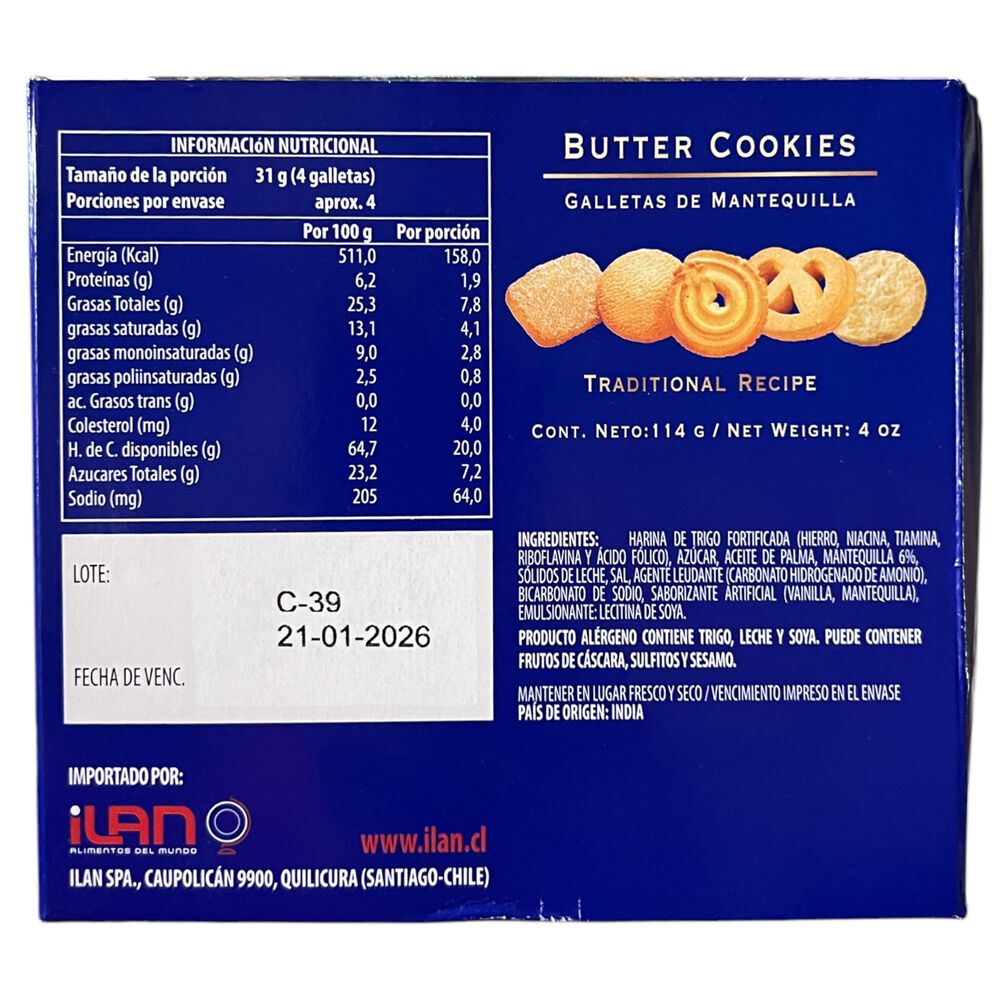 INFORMACIóN NUTRICIONAL
Tamaño de la porción 31 g (4 galletas)
Porciones por envase aprox. 4
Por 100 g Por porción
Energía (Kcal) 511,0 158,0
Proteínas (g) 6,2 1,9
Grasas Totales (g) 25,3 7,8
grasas saturadas (g) 13,1 4,1
grasas monoinsaturadas (g) 9,0 2,8
grasas poliinsaturadas (g) 2,5 0,8
ac. Grasos trans (g) 0,0 0,0
Colesterol (mg) 12 4,0
H. de C. disponibles (g) 64,7 20,0
Azucares Totales (g) 23,2 7,2
Sodio (mg) 205 64,0
LOTE:
C-39
21-01-2026
FECHA DE VENC.
IMPORTADO POR:
iLAN
ALIMENTOS DEL MUNDO
www.ilan.cl
ILAN SPA., CAUPOLICÁN 9900, QUILICURA (SANTIAGO-CHILE)
BUTTER COOKIES
GALLETAS DE MANTEQUILLA
TRADITIONAL RECIPE
CONT. NETO:114 G / NET WEIGHT: 4 OZ
INGREDIENTES: HARINA DE TRIGO FORTIFICADA (HIERRO, NIACINA, TIAMINA,
RIBOFLAVINA Y ÁCIDO FÓLICO), AZÚCAR, ACEITE DE PALMA, MANTEQUILLA 6%,
SÓLIDOS DE LECHE, SAL, AGENTE LEUDANTE (CARBONATO HIDROGENADO DE AMONIO),
BICARBONATO DE SODIO, SABORIZANTE ARTIFICIAL (VAINILLA, MANTEQUILLA),
EMULSIONANTE: LECITINA DE SOYA.
PRODUCTO ALÉRGENO CONTIENE TRIGO, LECHE Y SOYA. PUEDE CONTENER
FRUTOS DE CÁSCARA, SULFITOS Y SESAMO.
MANTENER EN LUGAR FRESCO Y SECO / VENCIMIENTO IMPRESO EN EL ENVASE
PAÍS DE ORIGEN: INDIA